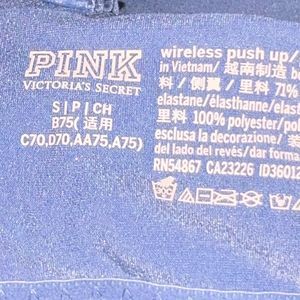 PINK
VICTORIA'S SECRET
S|P|CH
B75(适用
C70,D70,AA75,A75)
wireless push up/
in Vietnam/越南制造
料/侧翼/里料 71%
elastane/élasthanne/elast
里料 100% polyester/pol
esclusa la decorazione/
del lado del revés/dar form
RN54867 CA23226 ID36012